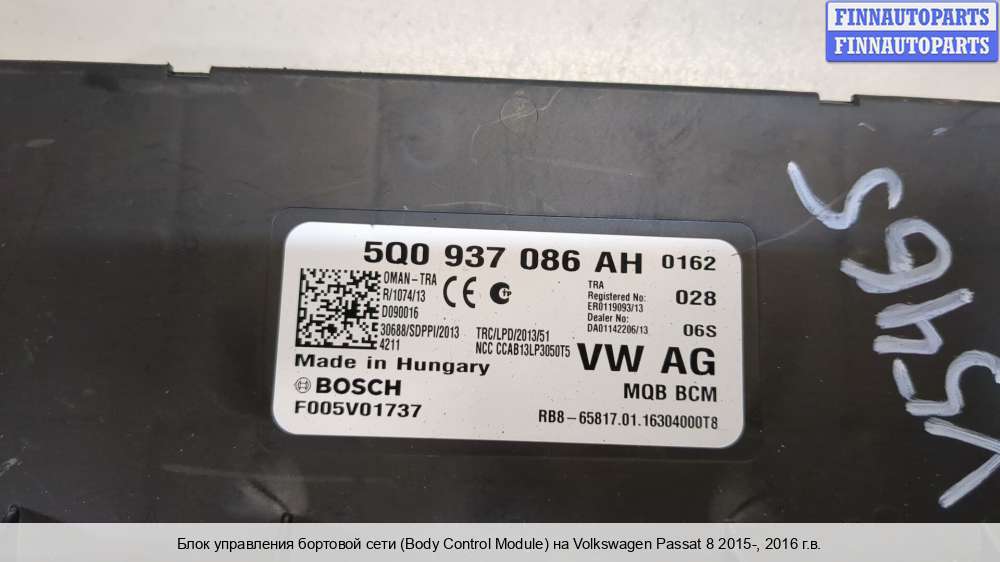 FINNAUTOPARTS
FINNAUTOPARTS
5Q0 937 086 AH 0162
OMAN-TRA
R/1074/13
D090016
30688/SDPPI/2013
4211
TRC/LPD/2013/51
NCC CCAB13LP3050T5
TRA
Registered No:
ER0119093/13
Dealer No:
DA01142206/13
028
06S
CE
Made in Hungary
VW AG
BOSCH
MQB BCM
F005V01737
RB8-65817.01.16304000T8
Блок управления бортовой сети (Body Control Module) на Volkswagen Passat 8 2015-, 2016 г.в.